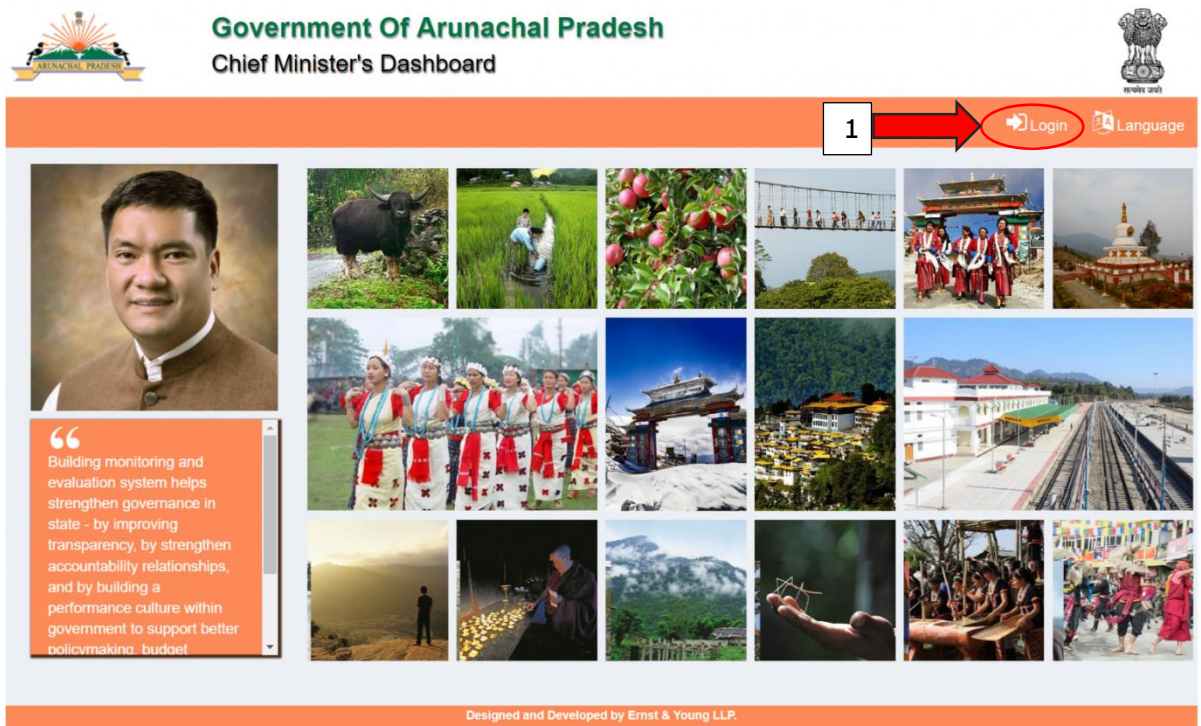 Government Of Arunachal Pradesh
Chief Minister's Dashboard
ARUNACHAL PRADESH
सत्यमेव जयते
1
Login
Language
Building monitoring and
evaluation system helps
strengthen governance in
state - by improving
transparency, by strengthen
accountability relationships,
and by building a
performance culture within
government to support better
policymaking, budget
Designed and Developed by Ernst & Young LLP.